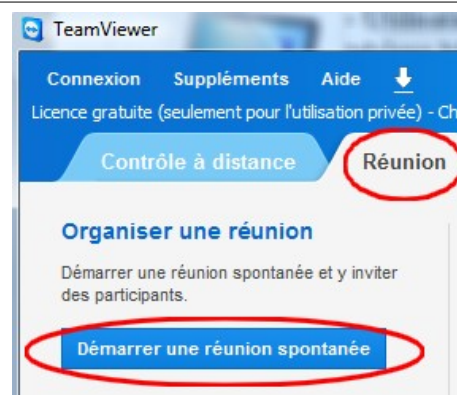 TeamViewer
Connexion Suppléments Aide
Licence gratuite (seulement pour l'utilisation privée) - Ch
Contrôle à distance Réunion
Organiser une réunion
Démarrer une réunion spontanée et y inviter
des participants.
Démarrer une réunion spontanée